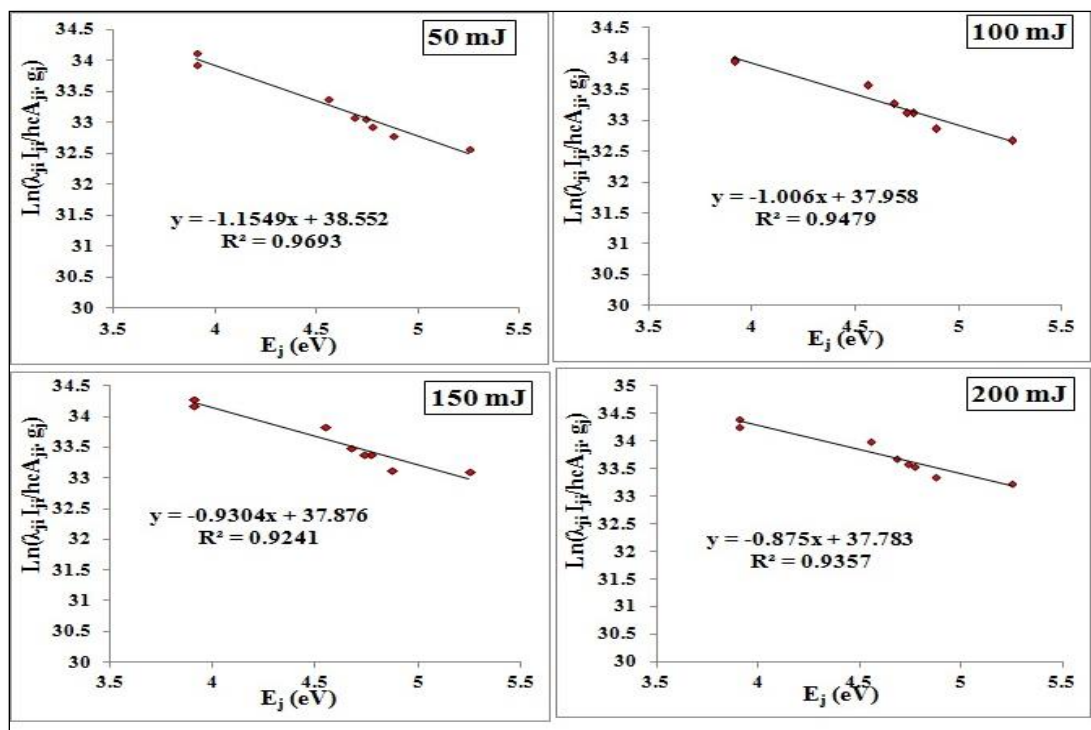 50 mJ
Ln(λⱼᵢ Iⱼᵢ/hcAⱼᵢ. gⱼ)
34.5
34
33.5
33
32.5
32
31.5
31
30.5
30
y = -1.1549x + 38.552
R² = 0.9693
3.5 4 4.5 5 5.5
Eⱼ (eV)
100 mJ
Ln(λⱼᵢ Iⱼᵢ/hcAⱼᵢ. gⱼ)
34.5
34
33.5
33
32.5
32
31.5
31
30.5
30
y = -1.006x + 37.958
R² = 0.9479
3.5 4 4.5 5 5.5
Eⱼ (eV)
150 mJ
Ln(λⱼᵢ Iⱼᵢ/hcAⱼᵢ. gⱼ)
34.5
34
33.5
33
32.5
32
31.5
31
30.5
30
y = -0.9304x + 37.876
R² = 0.9241
3.5 4 4.5 5 5.5
Eⱼ (eV)
200 mJ
Ln(λⱼᵢ Iⱼᵢ/hcAⱼᵢ. gⱼ)
35
34.5
34
33.5
33
32.5
32
31.5
31
30.5
30
y = -0.875x + 37.783
R² = 0.9357
3.5 4 4.5 5 5.5
Eⱼ (eV)